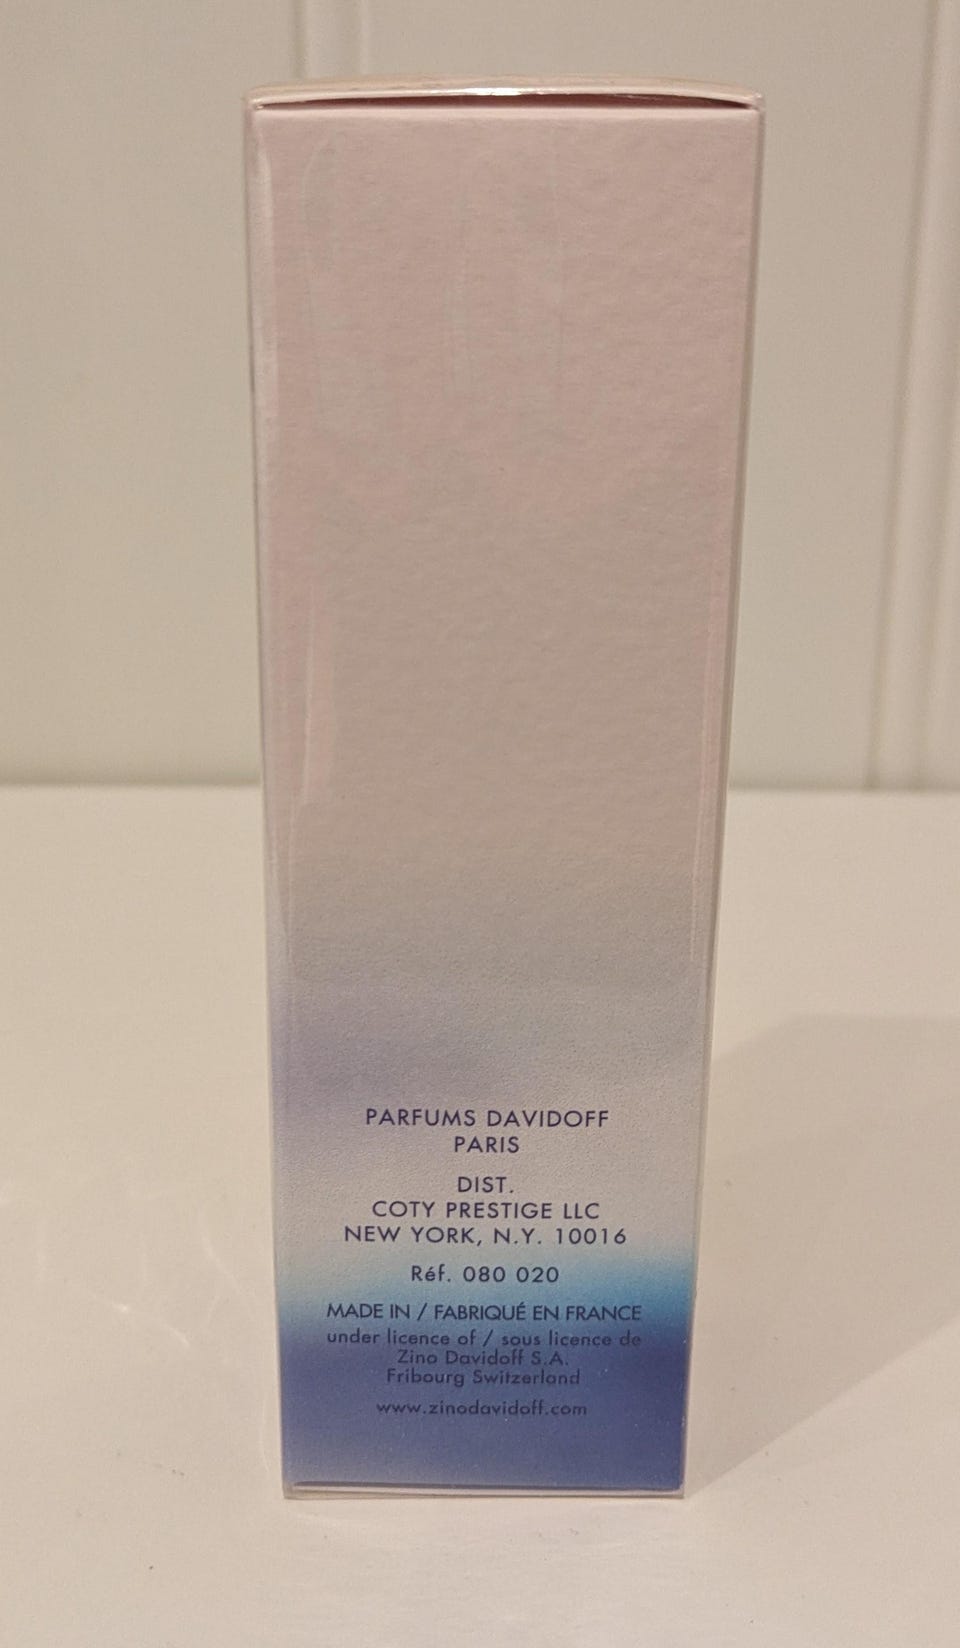 PARFUMS DAVIDOFF
PARIS
DIST.
COTY PRESTIGE LLC
NEW YORK, N.Y. 10016
Réf. 080 020
MADE IN / FABRIQUÉ EN FRANCE
under licence of / sous licence de
Zino Davidoff S.A.
Fribourg Switzerland
www.zinodavidoff.com